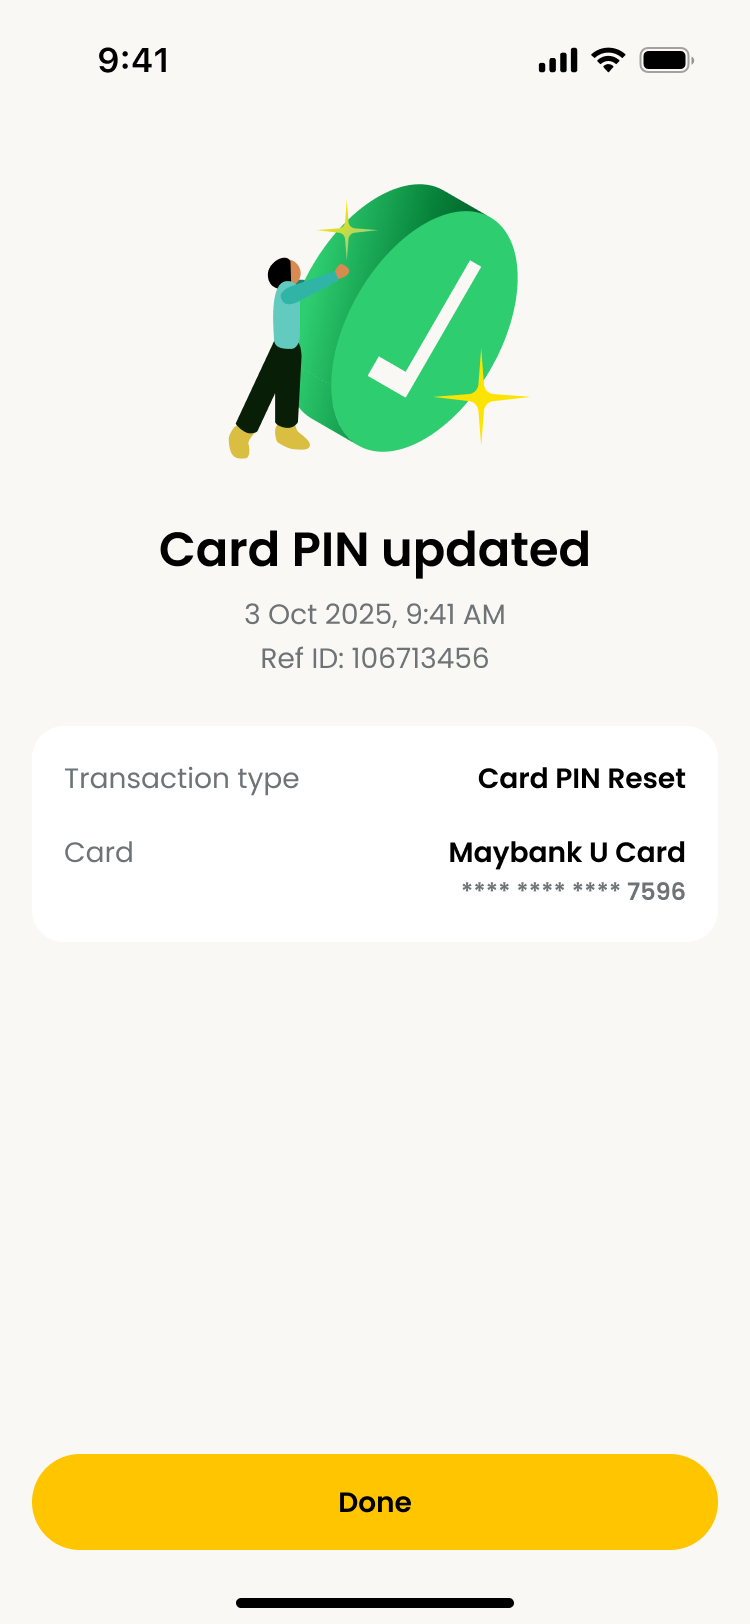 9:41
Card PIN updated
3 Oct 2025, 9:41 AM
Ref ID: 106713456
Transaction type
Card PIN Reset
Card
Maybank U Card
**** **** **** 7596
Done